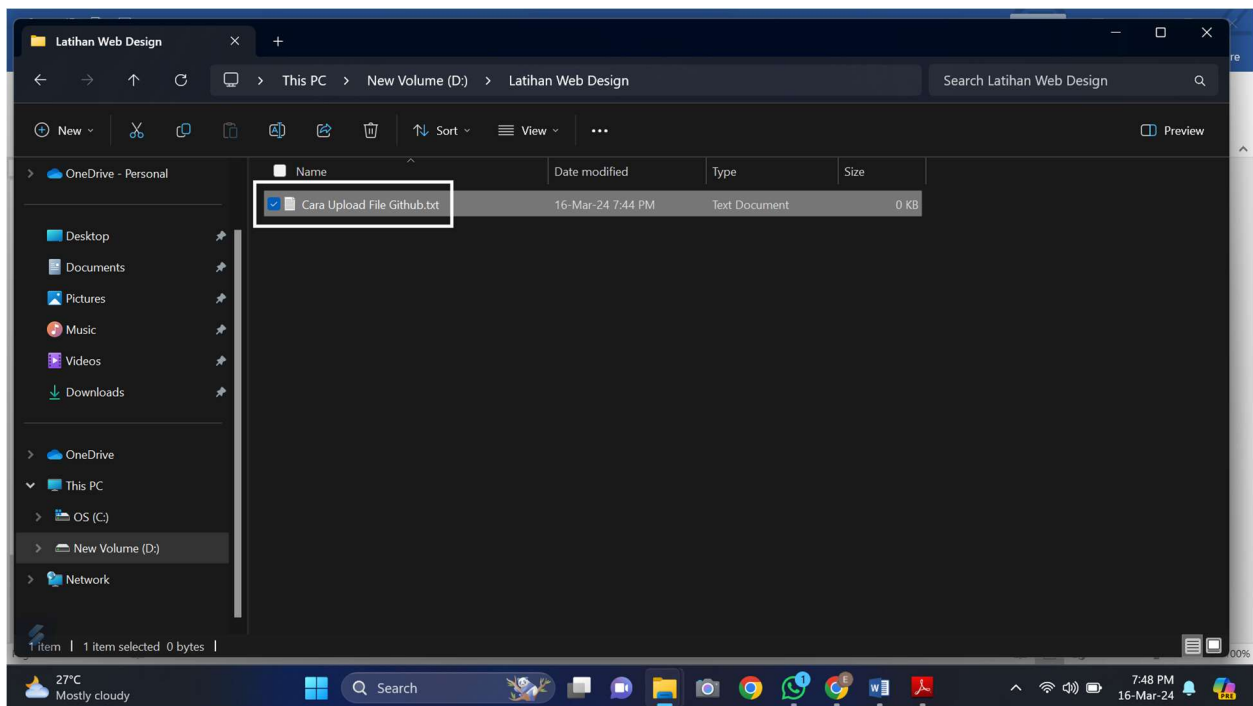 Latihan Web Design
re
This PC > New Volume (D:) > Latihan Web Design
Search Latihan Web Design
New
Sort
View
Preview
OneDrive - Personal
Name
Date modified
Type
Size
Cara Upload File Github.txt
16-Mar-24 7:44 PM
Text Document
0 KB
Desktop
Documents
Pictures
Music
Videos
Downloads
OneDrive
This PC
OS (C:)
New Volume (D:)
Network
1 item | 1 item selected 0 bytes |
27°C
Mostly cloudy
Search
1
E
W
PRE
7:48 PM
16-Mar-24